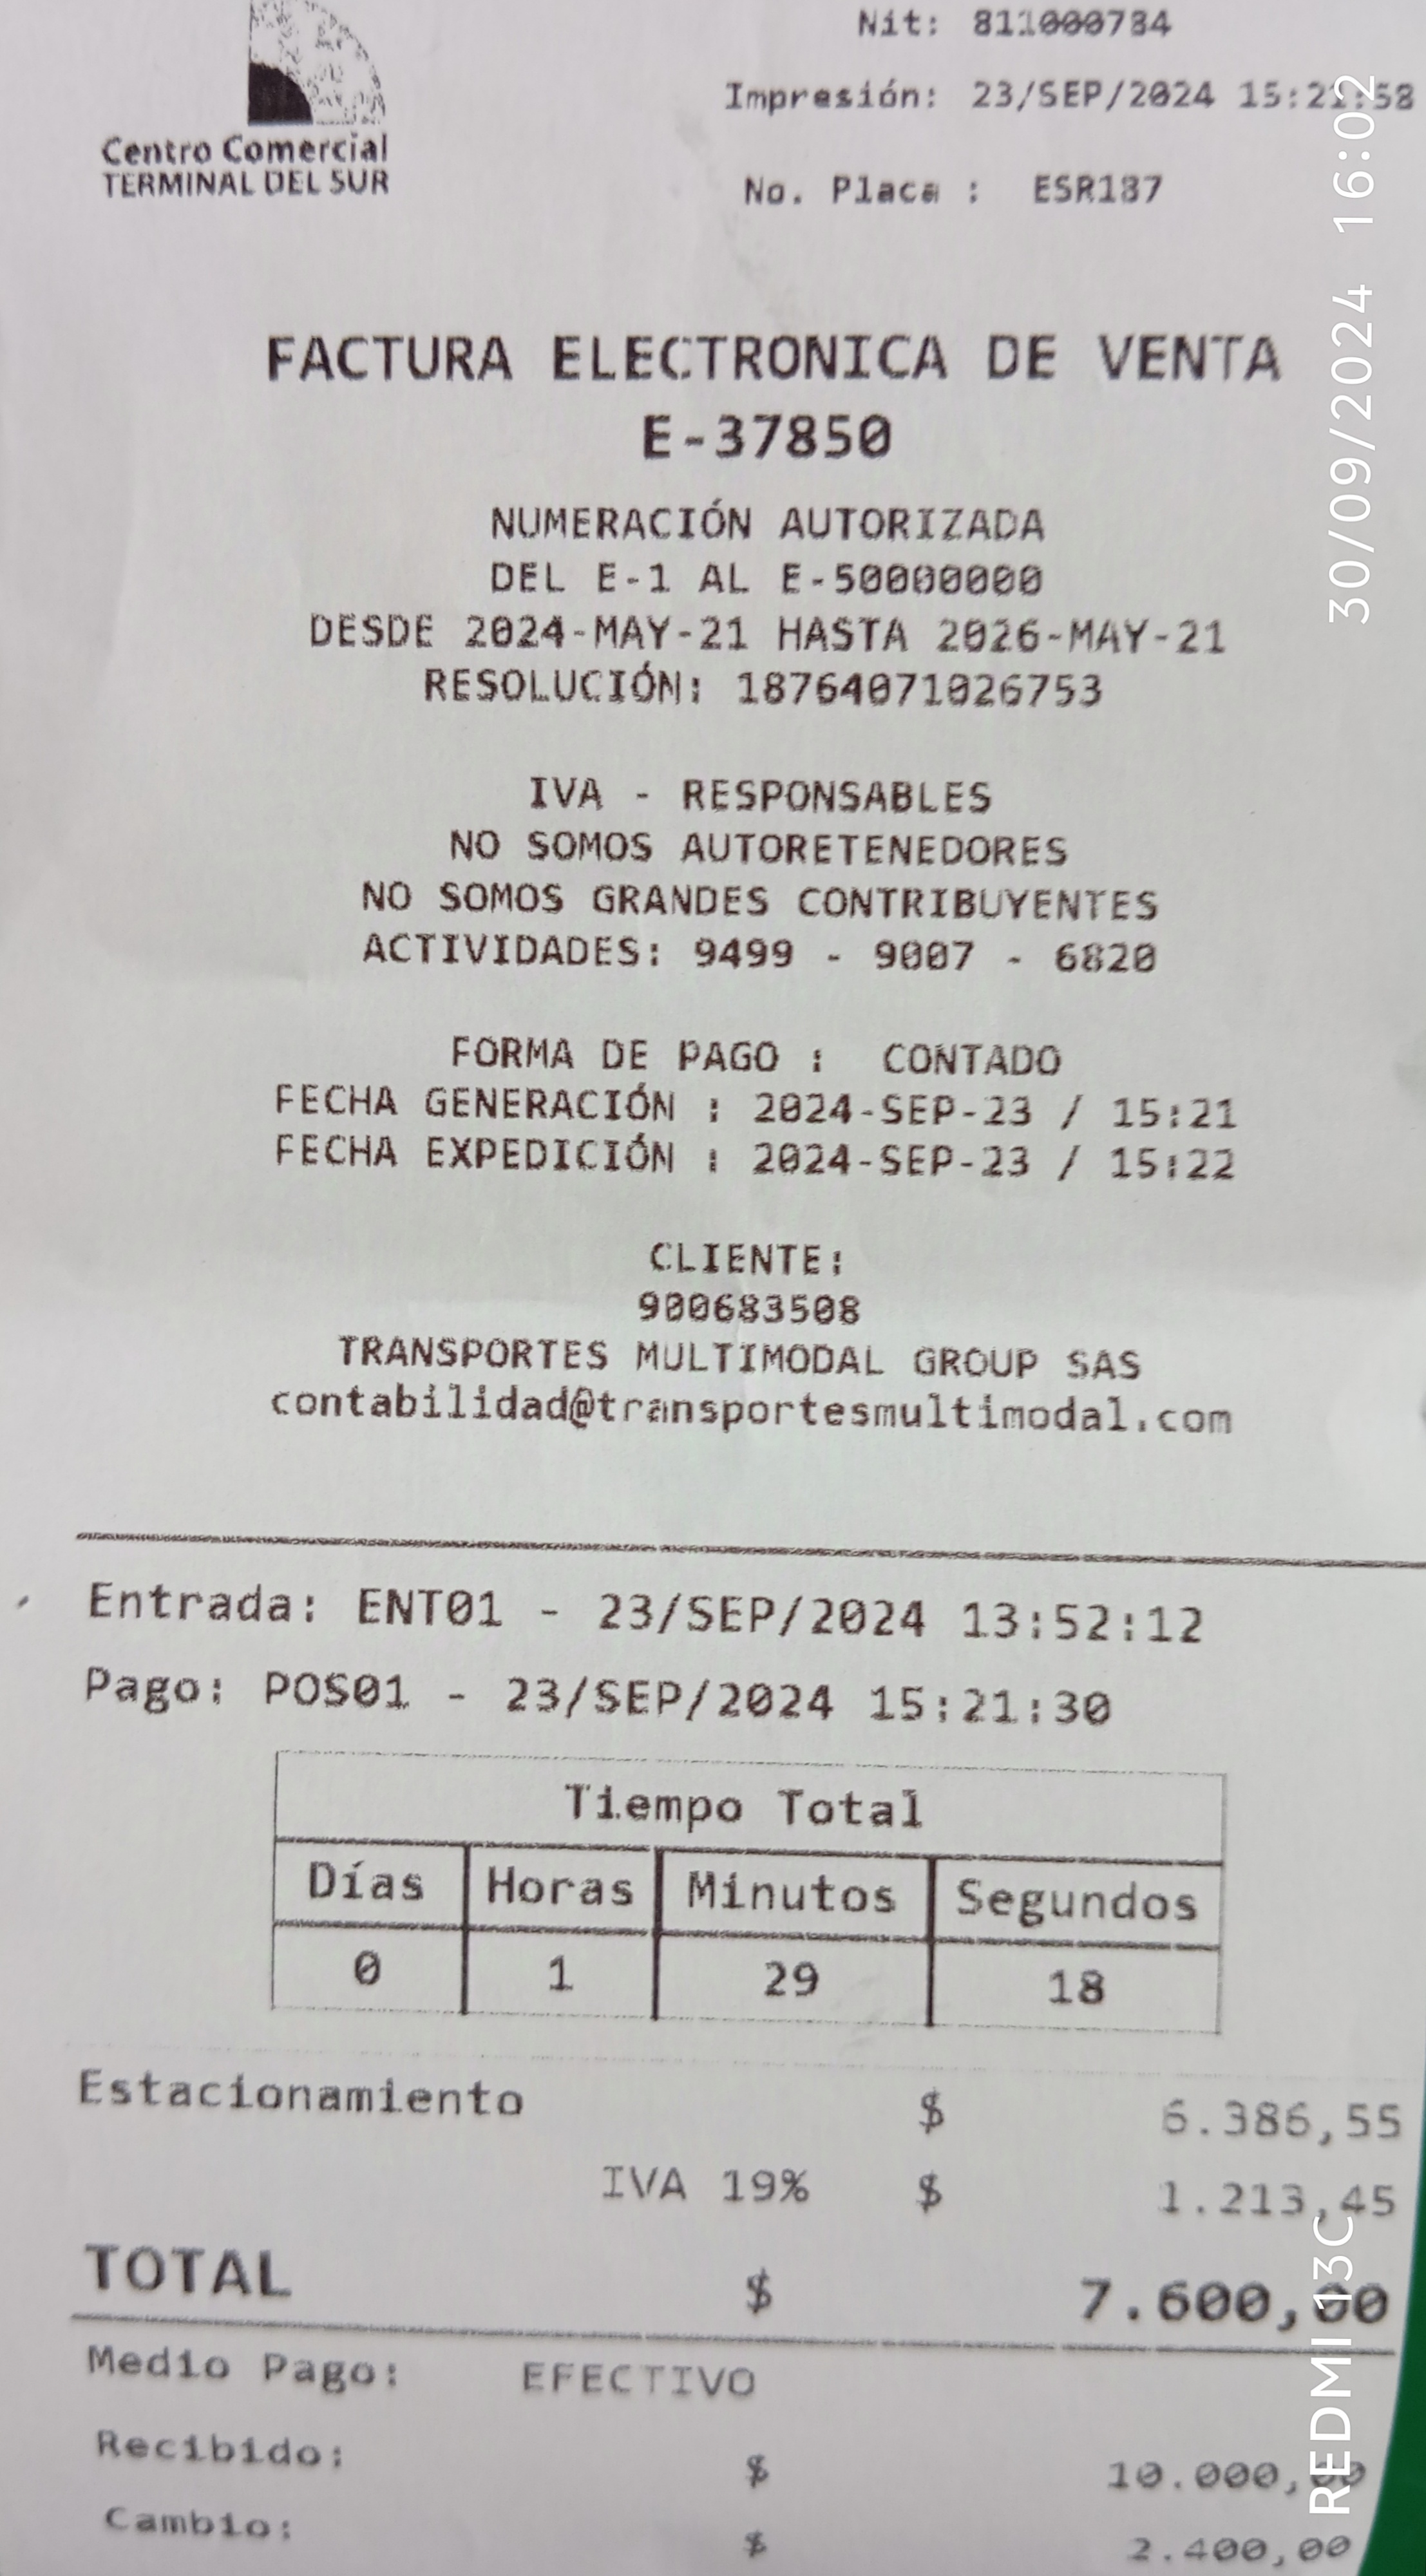 Nit: 811000784
Impresión: 23/SEP/2024 15:21:58
Centro Comercial
TERMINAL DEL SUR
No. Placa : ESR187
FACTURA ELECTRONICA DE VENTA
E-37850
NUMERACIÓN AUTORIZADA
DEL E-1 AL E-50000000
DESDE 2024-MAY-21 HASTA 2026-MAY-21
RESOLUCIÓN: 18764071026753
IVA - RESPONSABLES
NO SOMOS AUTORETENEDORES
NO SOMOS GRANDES CONTRIBUYENTES
ACTIVIDADES: 9499 - 9007 - 6820
FORMA DE PAGO : CONTADO
FECHA GENERACIÓN : 2024-SEP-23 / 15:21
FECHA EXPEDICIÓN : 2024-SEP-23 / 15:22
CLIENTE:
900683508
TRANSPORTES MULTIMODAL GROUP SAS
contabilidad@transportesmultimodal.com
Entrada: ENT01 - 23/SEP/2024 13:52:12
Pago: POS01 - 23/SEP/2024 15:21:30
Tiempo Total
Días Horas Minutos Segundos
0 1 29 18
Estacionamiento $ 6.386,55
IVA 19% $ 1.213,45
TOTAL $ 7.600,00
Medio Pago: EFECTIVO
Recibido: $ 10.000,00
Cambio: $ 2.400,00
30/09/2024 16:02
REDMI 13C